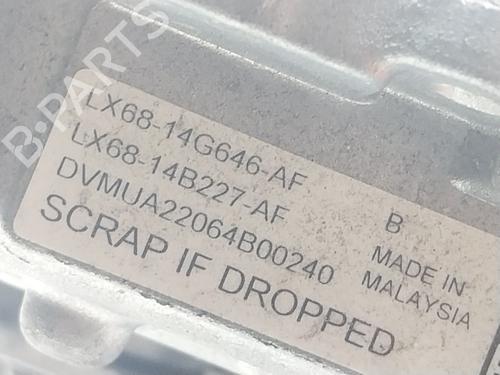 B-PARTS
LX68-14G646-AF
LX68-14B227-AF
DVMUA22064B00240
SCRAP IF DROPPED
B
MADE IN
MALAYSIA